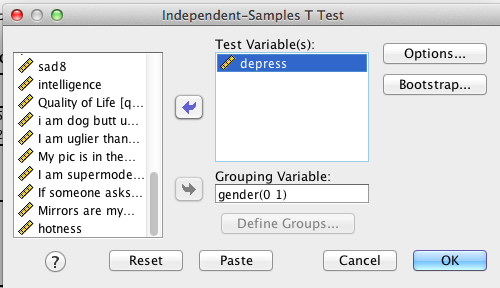 Independent-Samples T Test
sad8
intelligence
Quality of Life [q...
i am dog butt u...
I am uglier than...
My pic is in the...
I am supermode...
If someone asks...
Mirrors are my...
hotness
Test Variable(s):
depress
Grouping Variable:
gender(0 1)
Define Groups...
Options...
Bootstrap...
?
Reset
Paste
Cancel
OK